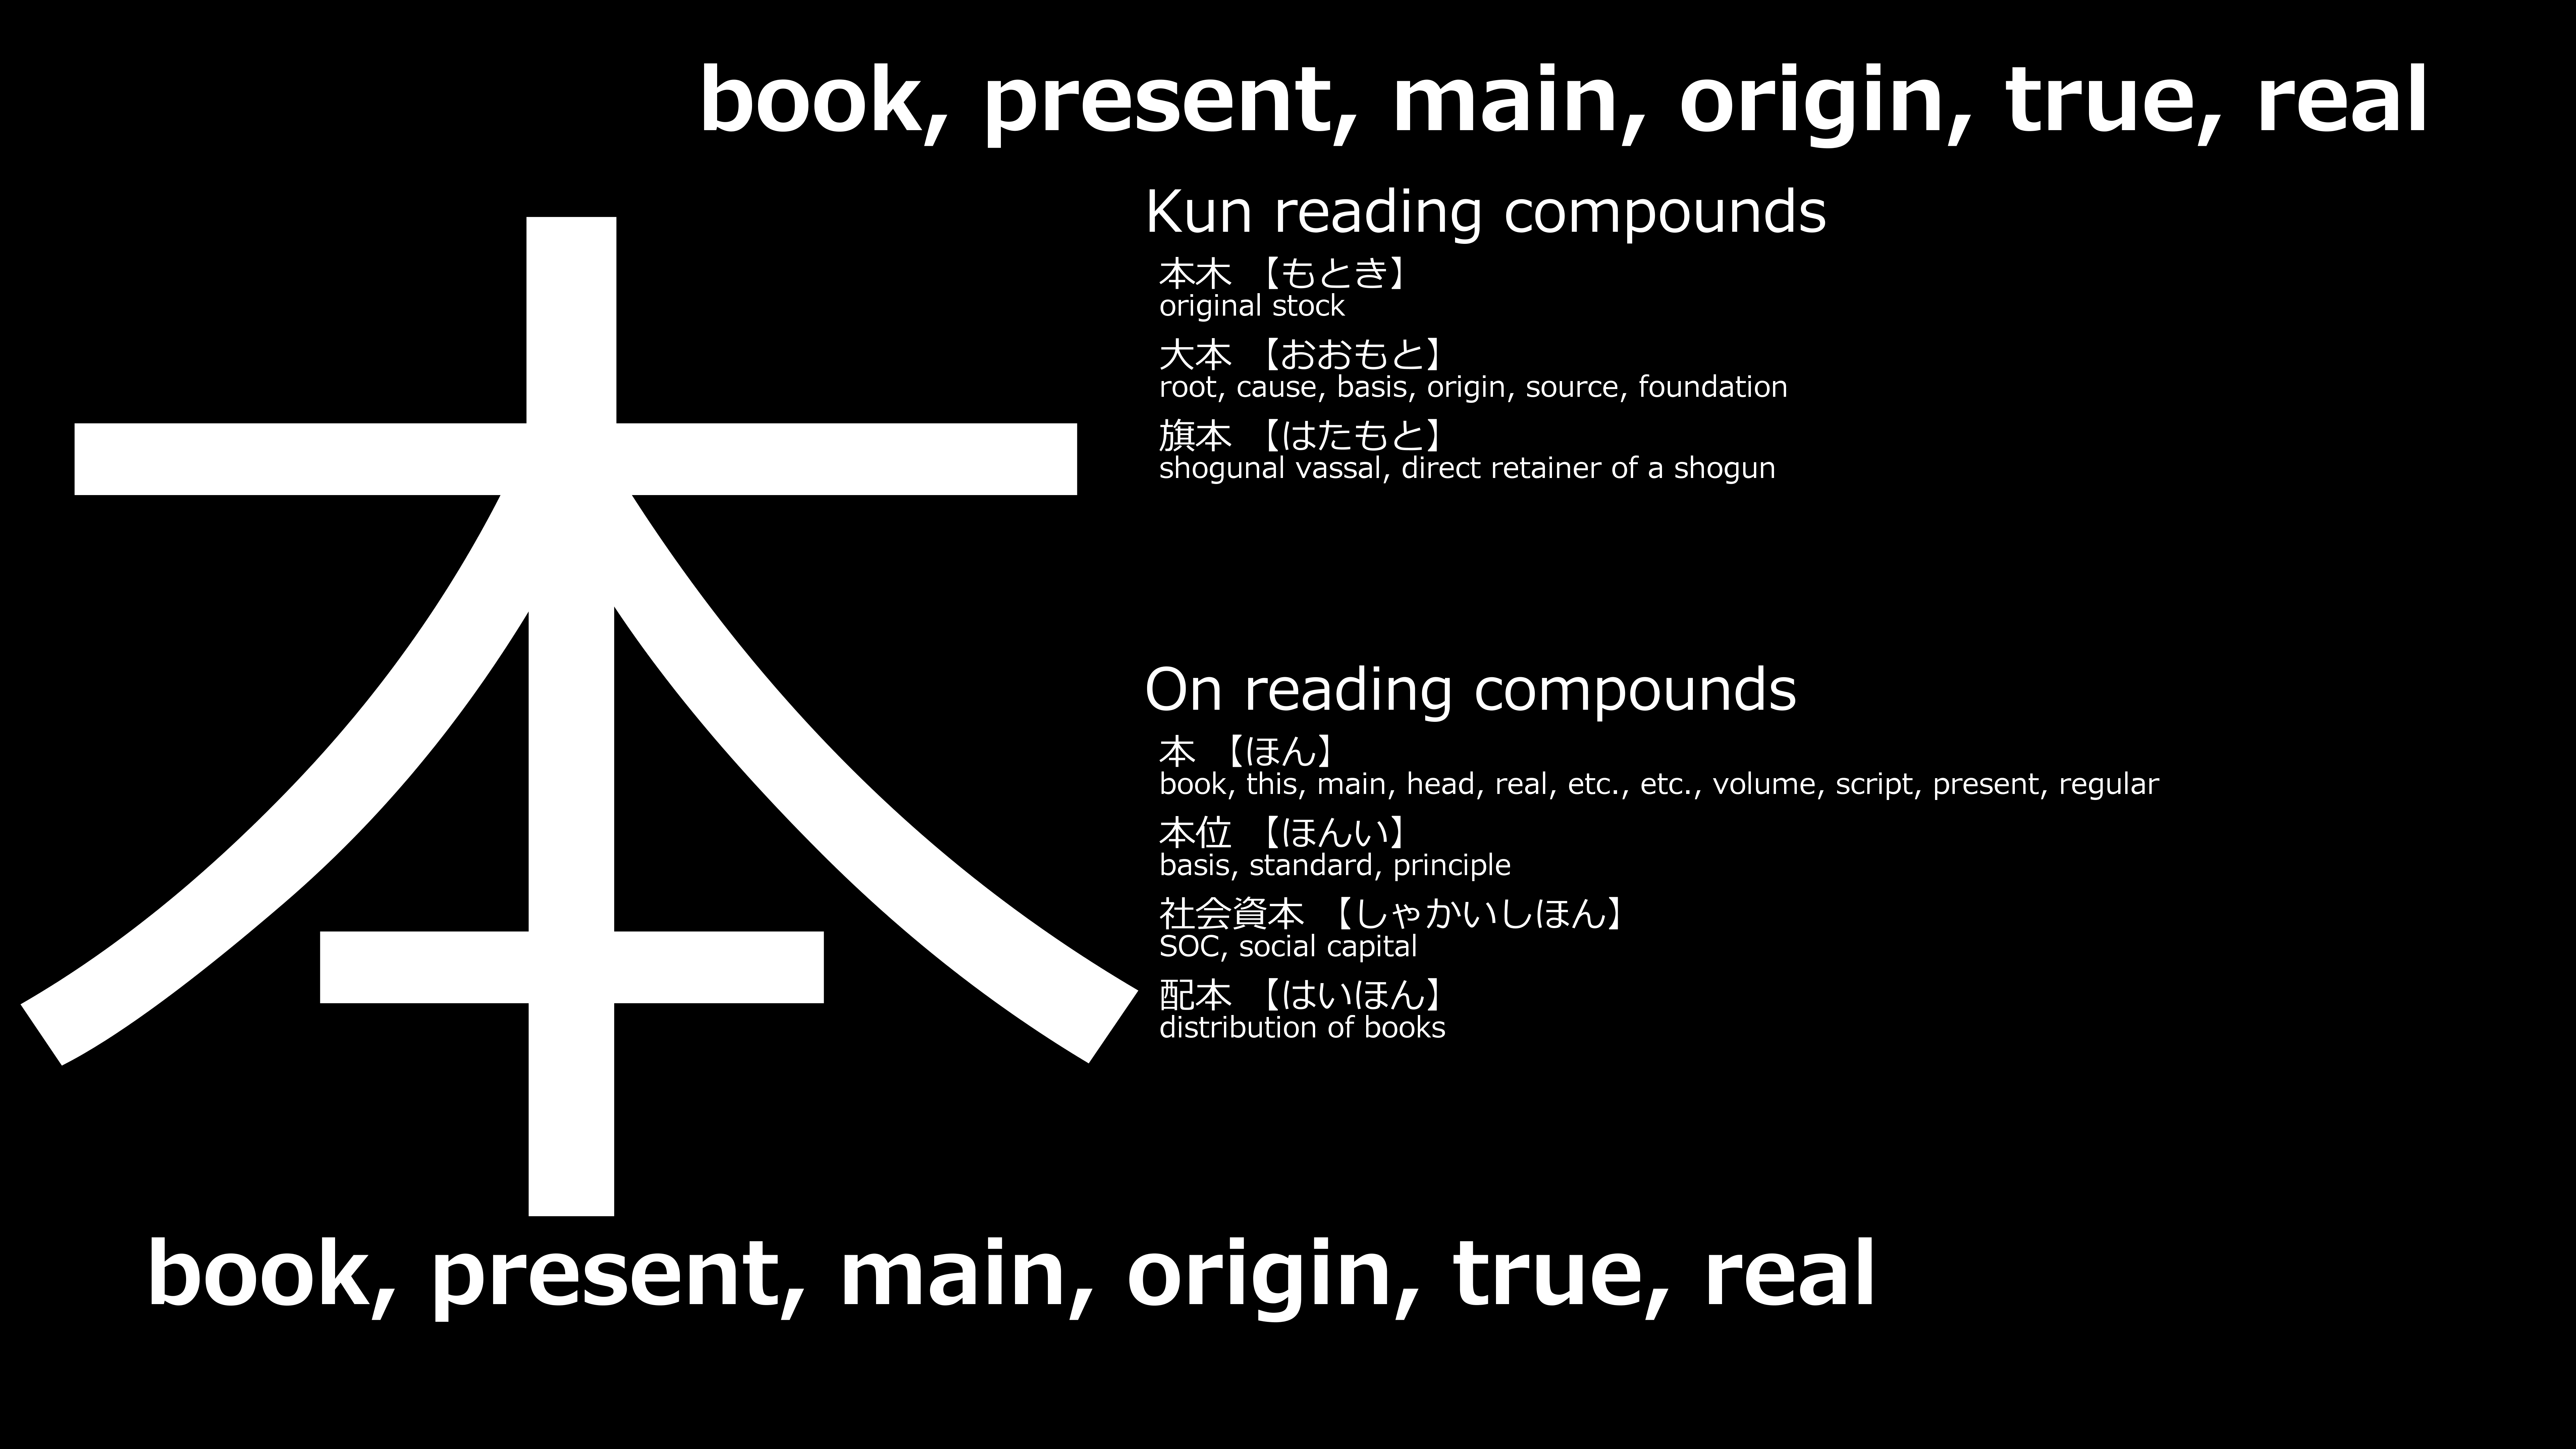 book, present, main, origin, true, real
本
Kun reading compounds
本木 【もとき】
original stock
大本 【おおもと】
root, cause, basis, origin, source, foundation
旗本 【はたもと】
shogunal vassal, direct retainer of a shogun
On reading compounds
本 【ほん】
book, this, main, head, real, etc., etc., volume, script, present, regular
本位 【ほんい】
basis, standard, principle
社会資本 【しゃかいしほん】
SOC, social capital
配本 【はいほん】
distribution of books
book, present, main, origin, true, real